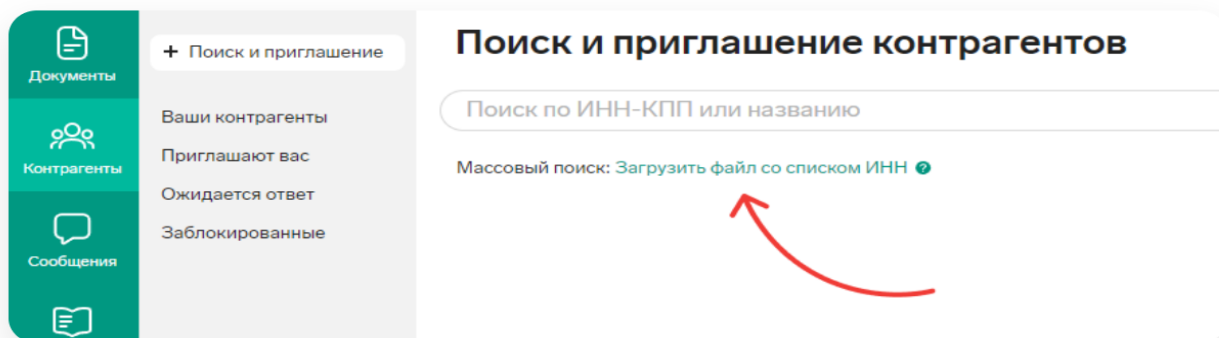 Документы
Контрагенты
Сообщения
+ Поиск и приглашение
Ваши контрагенты
Приглашают вас
Ожидается ответ
Заблокированные
Поиск и приглашение контрагентов
Поиск по ИНН-КПП или названию
Массовый поиск: Загрузить файл со списком ИНН ?